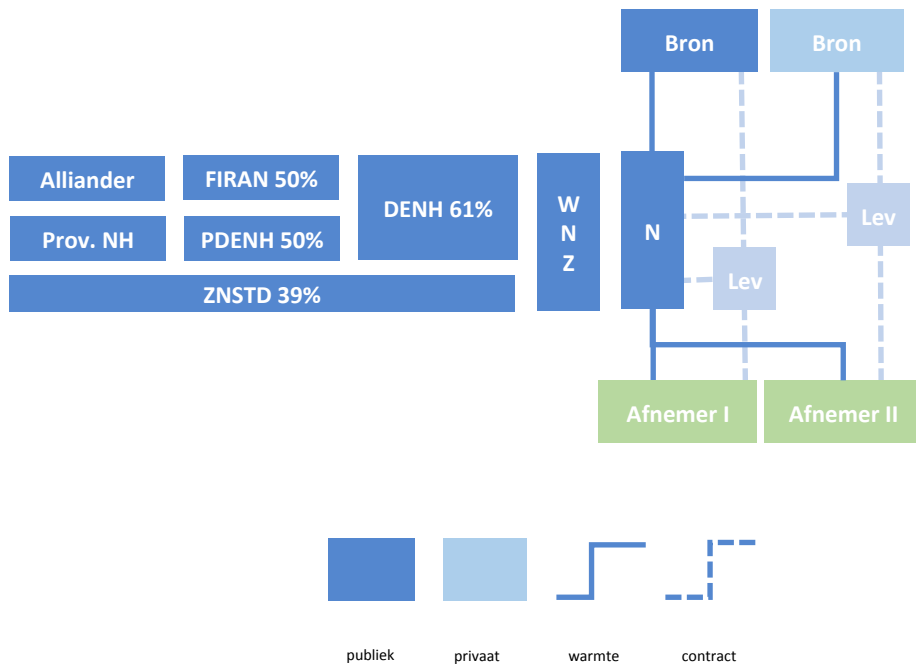 Bron
Bron
Alliander
FIRAN 50%
DENH 61%
W
N
Z
N
Lev
Prov. NH
PDENH 50%
Lev
ZNSTD 39%
Afnemer I
Afnemer II
publiek
privaat
warmte
contract